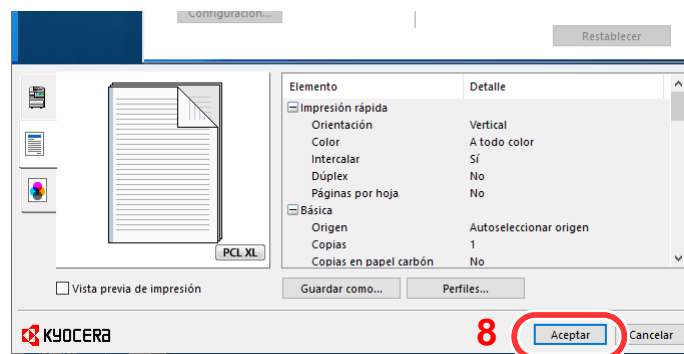 Configuración...
Restablecer
Elemento Detalle
Impresión rápida
Orientación Vertical
Color A todo color
Intercalar Sí
Dúplex No
Páginas por hoja No
Básica
Origen Autoseleccionar origen
Copias 1
Copias en papel carbón No
PCL XL
Vista previa de impresión Guardar como... Perfiles...
KYOCERA 8 Aceptar Cancelar